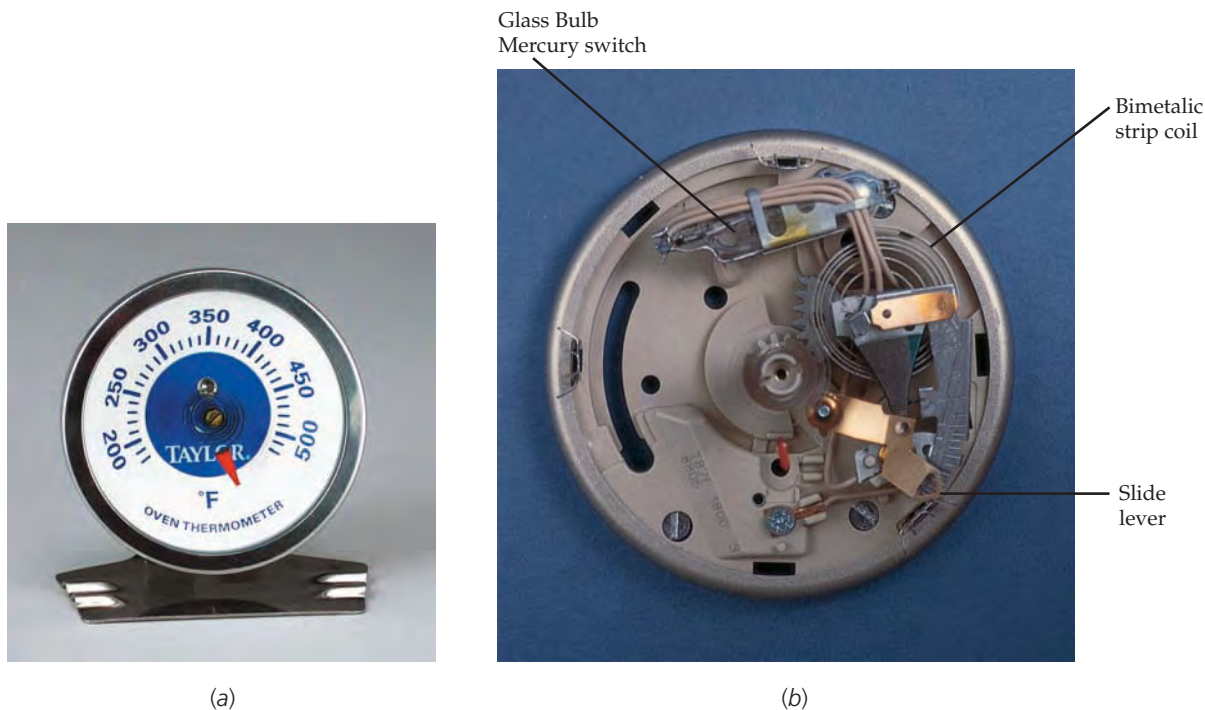 Glass Bulb
Mercury switch
Bimetalic
strip coil
Slide
lever
200
250
300
350
400
450
500
TAYLOR®
°F
OVEN THERMOMETER
(a)
(b)